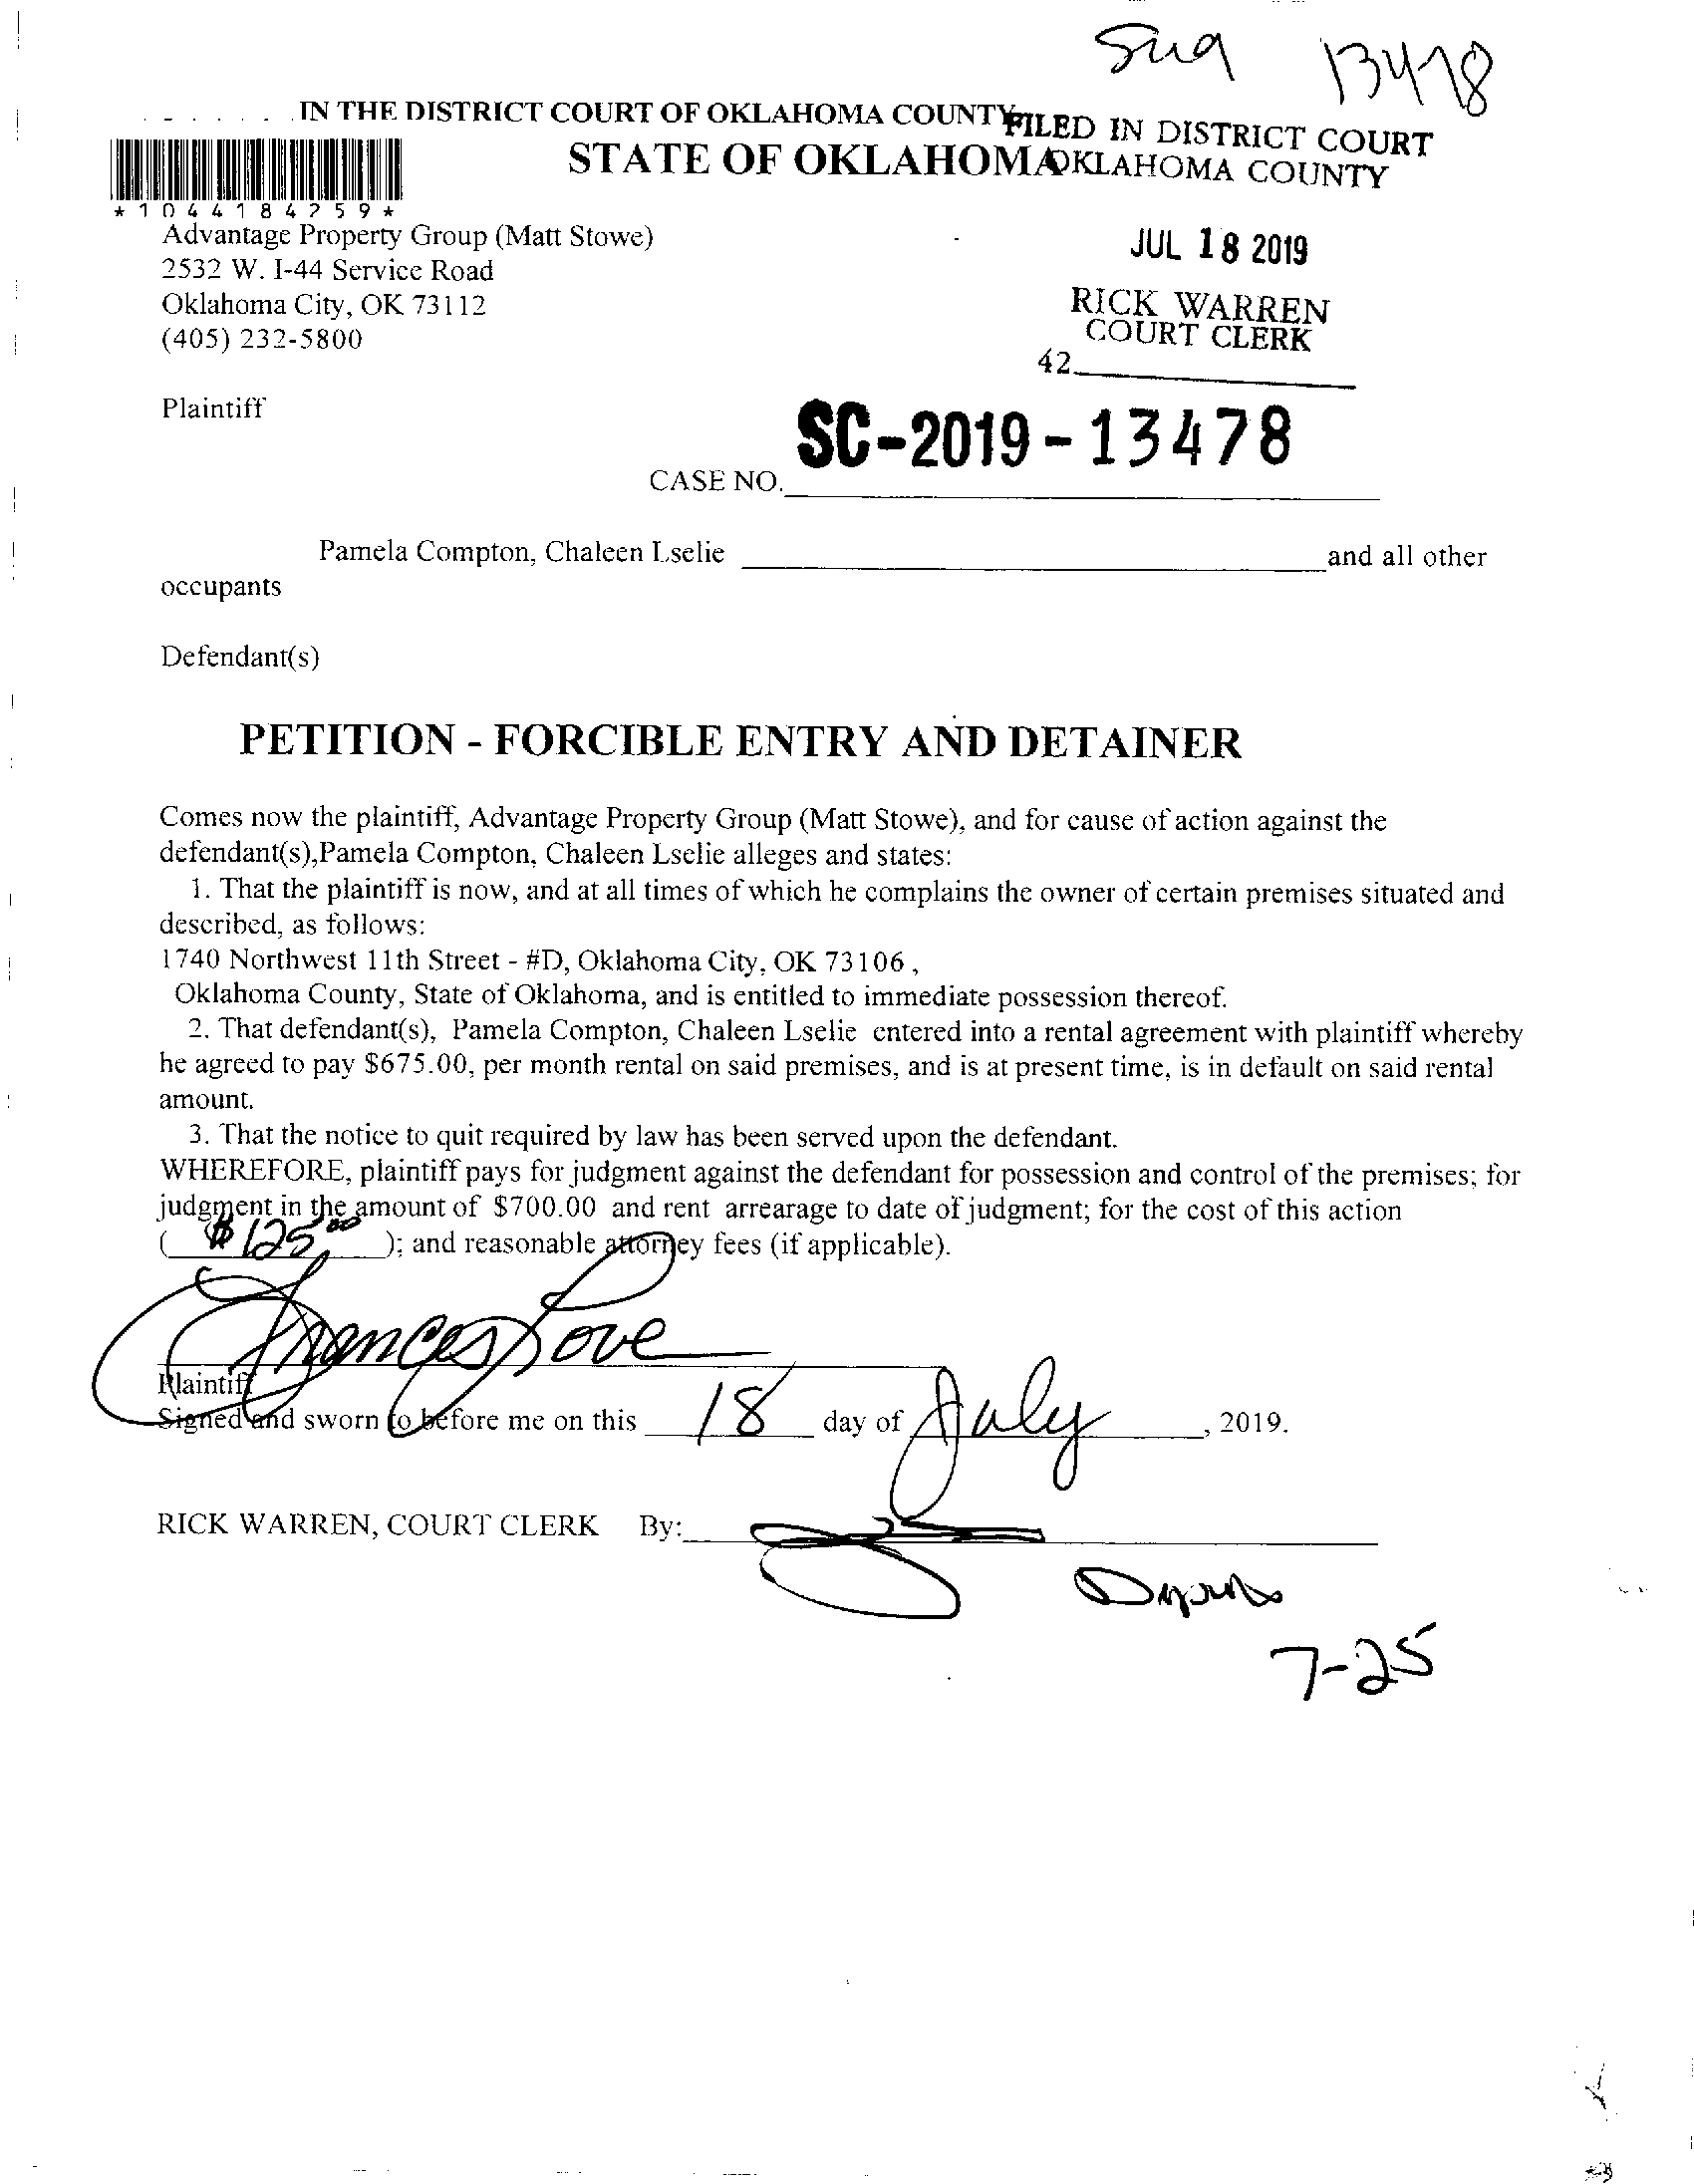 13478
IN THE DISTRICT COURT OF OKLAHOMA COUNTY
FILED IN DISTRICT COURT
STATE OF OKLAHOMA
OKLAHOMA COUNTY
*1044184259*
Advantage Property Group (Matt Stowe)
2532 W. I-44 Service Road
Oklahoma City, OK 73112
(405) 232-5800
JUL 18 2019
RICK WARREN
COURT CLERK
42
Plaintiff
SC-2019-13478
CASE NO.
Pamela Compton, Chaleen Lselie and all other
occupants
Defendant(s)
PETITION - FORCIBLE ENTRY AND DETAINER
Comes now the plaintiff, Advantage Property Group (Matt Stowe), and for cause of action against the
defendant(s),Pamela Compton, Chaleen Lselie alleges and states:
1. That the plaintiff is now, and at all times of which he complains the owner of certain premises situated and
described, as follows:
1740 Northwest 11th Street - #D, Oklahoma City, OK 73106 ,
Oklahoma County, State of Oklahoma, and is entitled to immediate possession thereof.
2. That defendant(s), Pamela Compton, Chaleen Lselie entered into a rental agreement with plaintiff whereby
he agreed to pay $675.00, per month rental on said premises, and is at present time, is in default on said rental
amount.
3. That the notice to quit required by law has been served upon the defendant.
WHEREFORE, plaintiff pays for judgment against the defendant for possession and control of the premises; for
judgment in the amount of $700.00 and rent arrearage to date of judgment; for the cost of this action
( $125.00 ); and reasonable attorney fees (if applicable).
Frances Love
Plaintiff
Signed and sworn to before me on this 18 day of July, 2019.
RICK WARREN, COURT CLERK By:
7-25